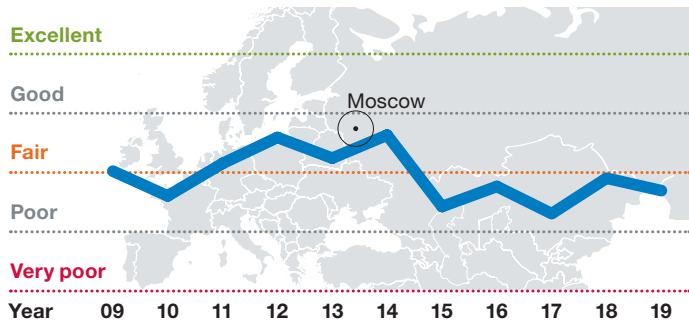 Excellent
Good
Moscow
Fair
Poor
Very poor
Year 09 10 11 12 13 14 15 16 17 18 19